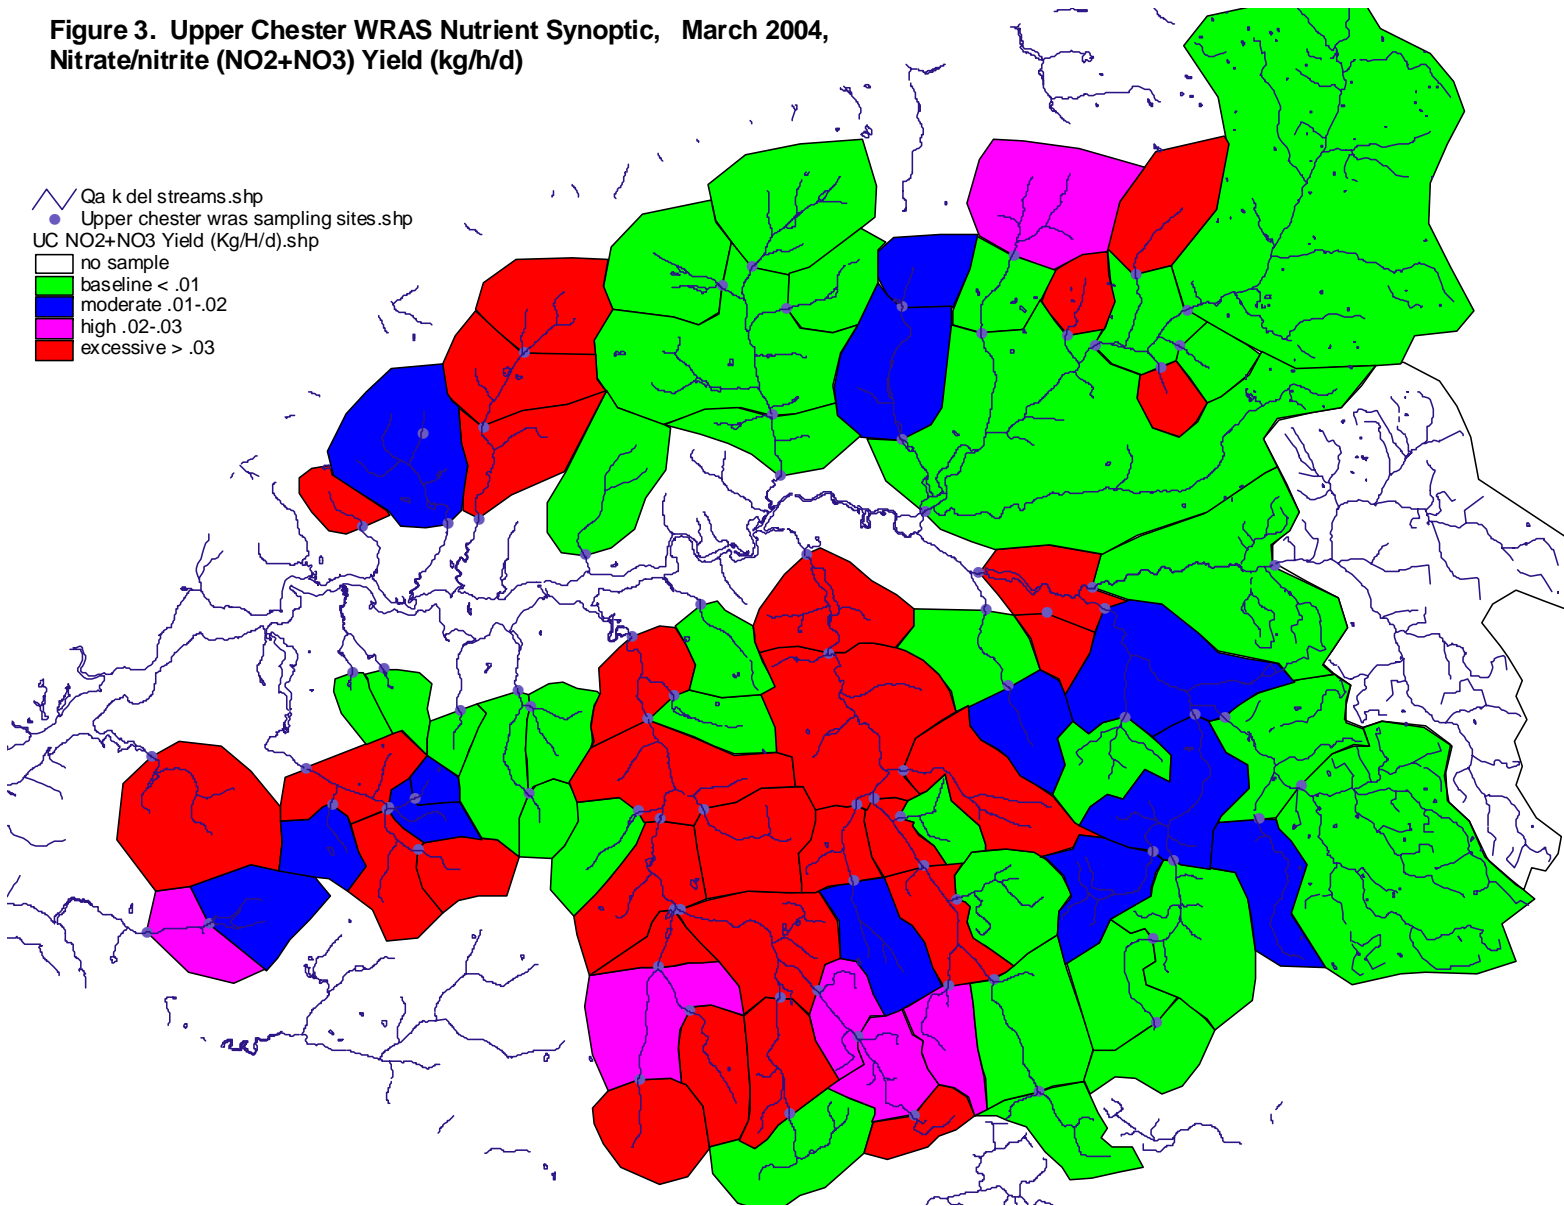 Figure 3. Upper Chester WRAS Nutrient Synoptic, March 2004,
Nitrate/nitrite (NO2+NO3) Yield (kg/h/d)
Qa k del streams.shp
Upper chester wras sampling sites.shp
UC NO2+NO3 Yield (Kg/H/d).shp
no sample
baseline < .01
moderate .01-.02
high .02-.03
excessive > .03